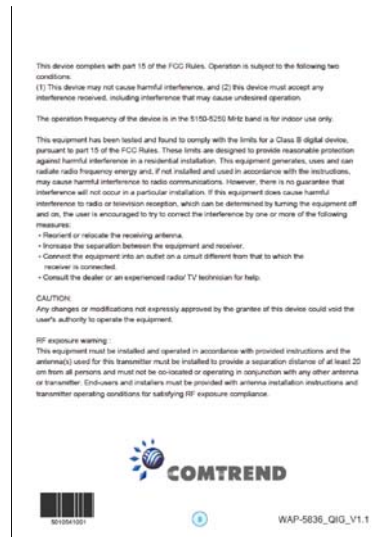 This device complies with part 15 of the FCC Rules. Operation is subject to the following two
conditions:
(1) This device may not cause harmful interference, and (2) this device must accept any
interference received, including interference that may cause undesired operation.
The operation frequency of the device is in the 5150-5250 MHz band is for indoor use only.
This equipment has been tested and found to comply with the limits for a Class B digital device,
pursuant to part 15 of the FCC Rules. These limits are designed to provide reasonable protection
against harmful interference in a residential installation. This equipment generates, uses and can
radiate radio frequency energy and, if not installed and used in accordance with the instructions,
may cause harmful interference to radio communications. However, there is no guarantee that
interference will not occur in a particular installation. If this equipment does cause harmful
interference to radio or television reception, which can be determined by turning the equipment off
and on, the user is encouraged to try to correct the interference by one or more of the following
measures:
• Reorient or relocate the receiving antenna.
• Increase the separation between the equipment and receiver.
• Connect the equipment into an outlet on a circuit different from that to which the
receiver is connected.
• Consult the dealer or an experienced radio/ TV technician for help.
CAUTION:
Any changes or modifications not expressly approved by the grantee of this device could void the
user's authority to operate the equipment.
RF exposure warning :
This equipment must be installed and operated in accordance with provided instructions and the
antenna(s) used for this transmitter must be installed to provide a separation distance of at least 20
cm from all persons and must not be co-located or operating in conjunction with any other antenna
or transmitter. End-users and installers must be provided with antenna installation instructions and
transmitter operating conditions for satisfying RF exposure compliance.
COMTREND
WAP-5836_QIG_V1.1